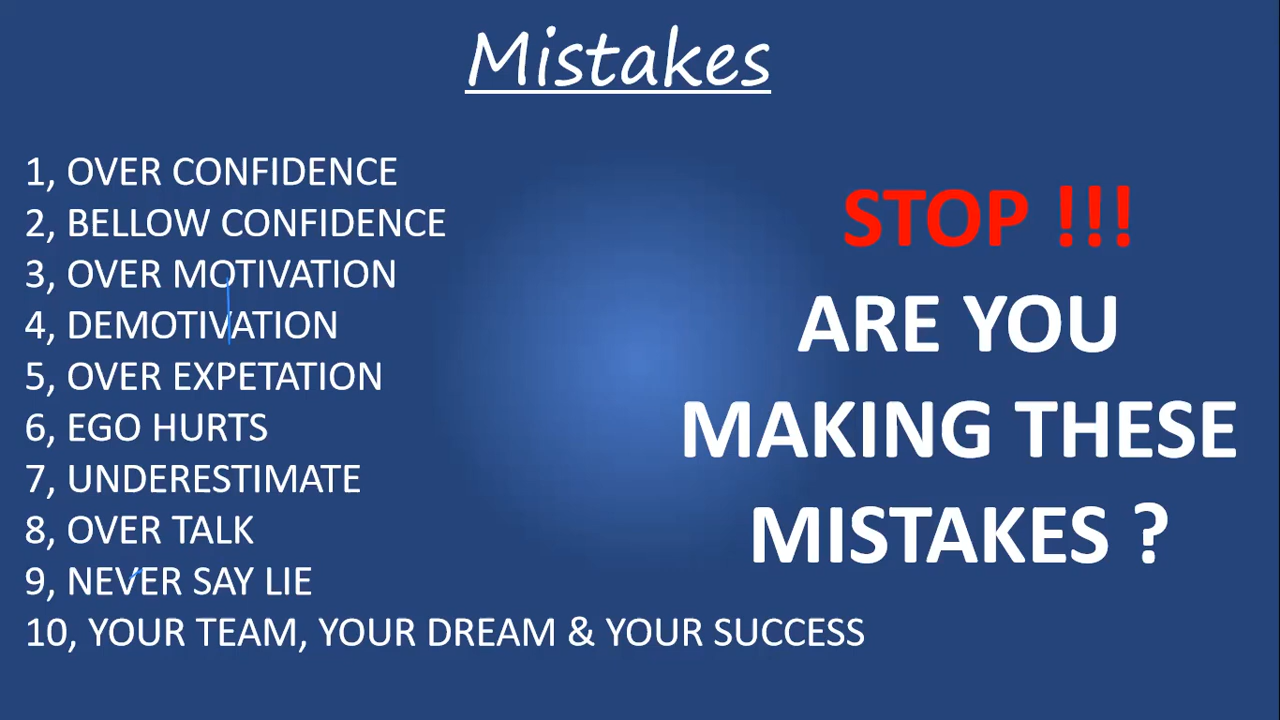 Mistakes
1, OVER CONFIDENCE
2, BELLOW CONFIDENCE
3, OVER MOTIVATION
4, DEMOTIVATION
5, OVER EXPETATION
6, EGO HURTS
7, UNDERESTIMATE
8, OVER TALK
9, NEVER SAY LIE
10, YOUR TEAM, YOUR DREAM & YOUR SUCCESS
STOP !!!
ARE YOU
MAKING THESE
MISTAKES ?